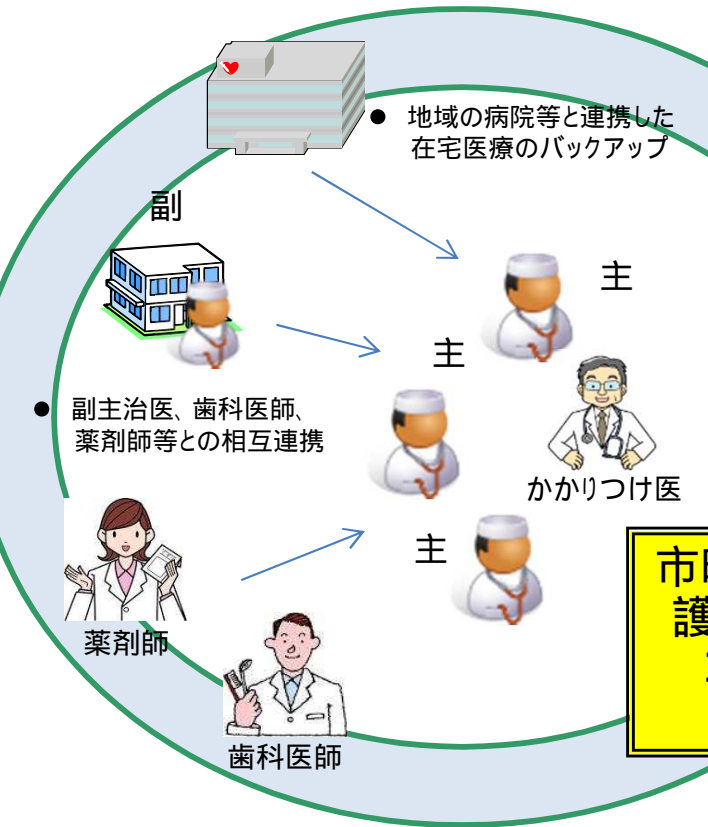 ● 地域の病院等と連携した
在宅医療のバックアップ
副
主
主
● 副主治医、歯科医師、
薬剤師等との相互連携
かかりつけ医
主
薬剤師
歯科医師
市
護